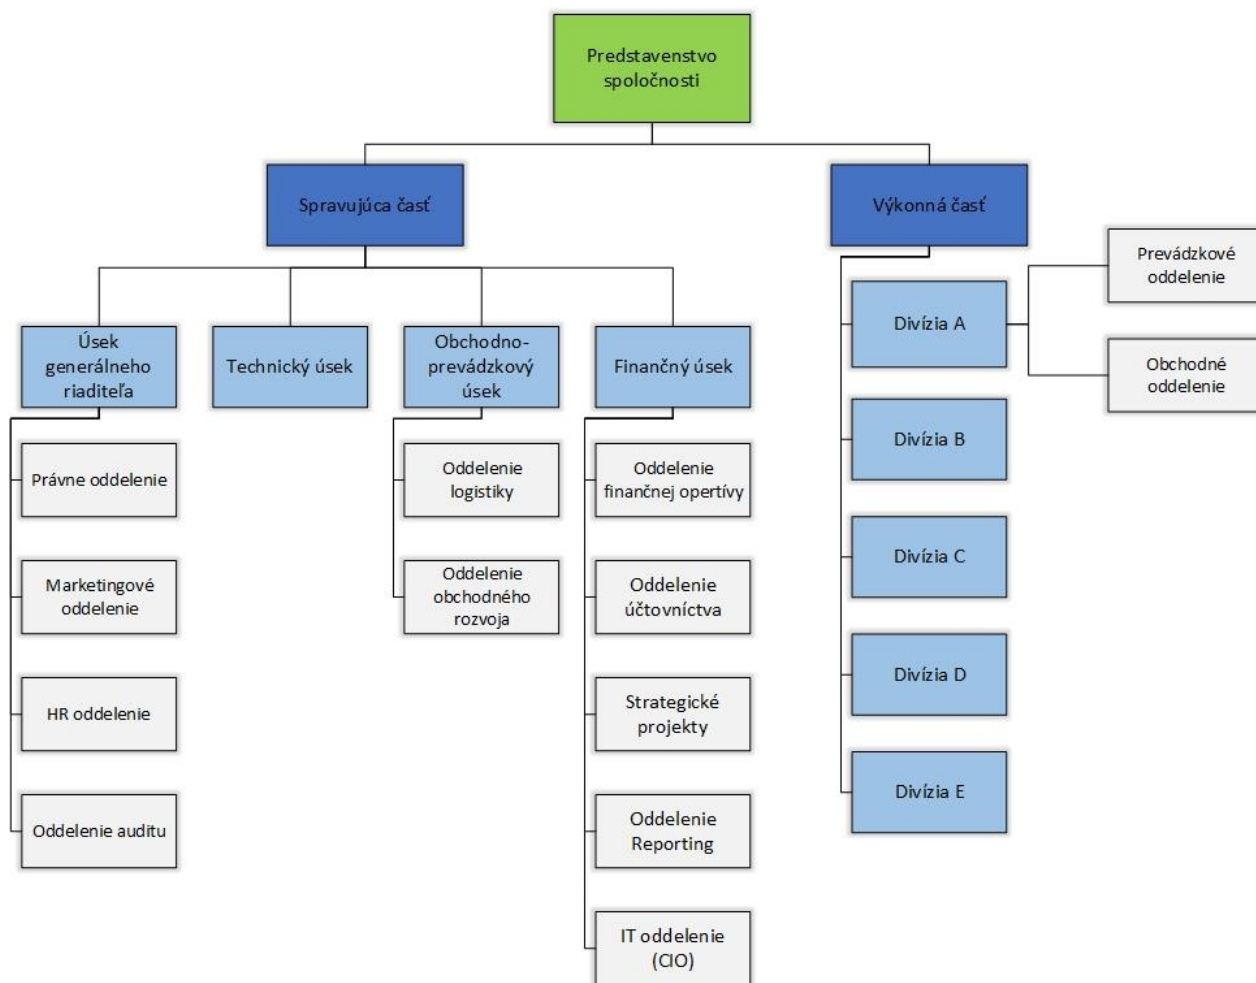 Predstavenstvo
spoločnosti
Spravujúca časť
Výkonná časť
Úsek
generálneho
riaditeľa
Technický úsek
Obchodno-
prevádzkový
úsek
Finančný úsek
Právne oddelenie
Marketingové
oddelenie
HR oddelenie
Oddelenie auditu
Oddelenie
logistiky
Oddelenie
obchodného
rozvoja
Oddelenie
finančnej opertívy
Oddelenie
účtovníctva
Strategické
projekty
Oddelenie
Reporting
IT oddelenie
(CIO)
Divízia A
Prevádzkové
oddelenie
Obchodné
oddelenie
Divízia B
Divízia C
Divízia D
Divízia E